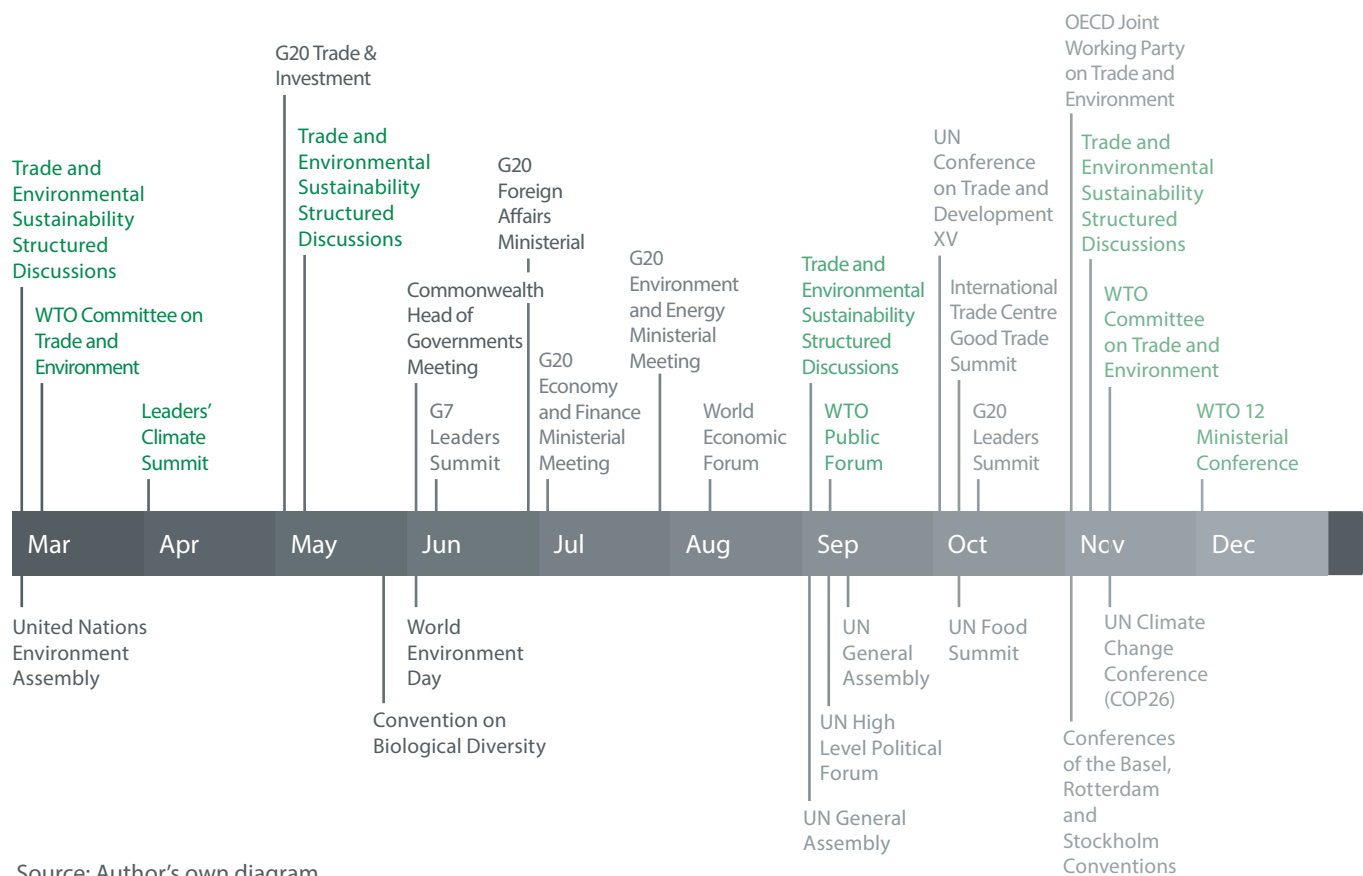 OECD Joint
Working Party
on Trade and
Environment
G20 Trade &
Investment
Trade and
Environmental
Sustainability
Structured
Discussions
G20
Foreign
Affairs
Ministerial
UN
Conference
on Trade and
Development
XV
Trade and
Environmental
Sustainability
Structured
Discussions
Trade and
Environmental
Sustainability
Structured
Discussions
WTO Committee on
Trade and
Environment
Leaders'
Climate
Summit
Commonwealth
Head of
Governments
Meeting
G7
Leaders
Summit
G20
Economy
and Finance
Ministerial
Meeting
G20
Environment
and Energy
Ministerial
Meeting
World
Economic
Forum
Trade and
Environmental
Sustainability
Structured
Discussions
WTO
Public
Forum
International
Trade Centre
Good Trade
Summit
G20
Leaders
Summit
WTO
Committee
on Trade and
Environment
WTO 12
Ministerial
Conference
Mar
Apr
May
Jun
Jul
Aug
Sep
Oct
Nov
Dec
United Nations
Environment
Assembly
World
Environment
Day
Convention on
Biological Diversity
UN
General
Assembly
UN High
Level Political
Forum
UN General
Assembly
UN Food
Summit
UN Climate
Change
Conference
(COP26)
Conferences
of the Basel,
Rotterdam
and
Stockholm
Conventions
Source: Author's own diagram